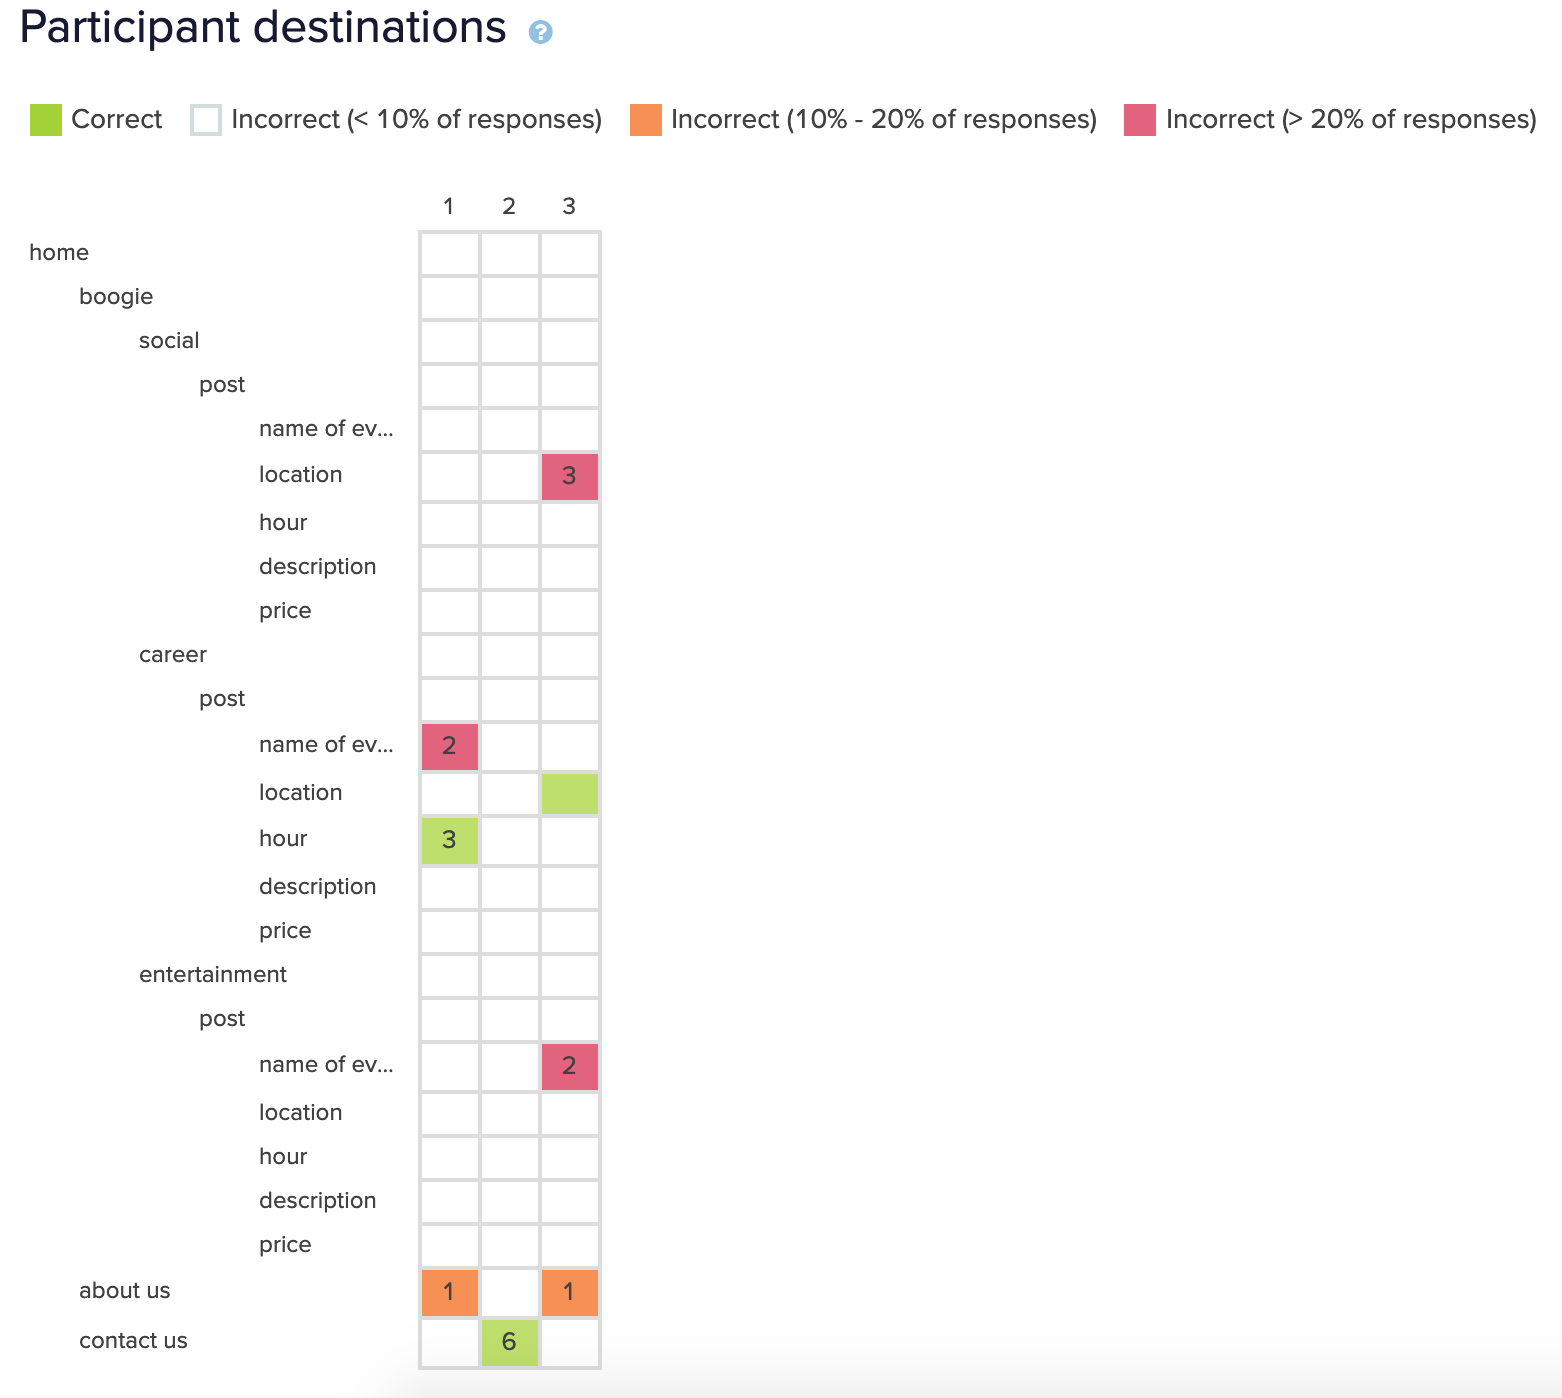 Participant destinations ?
Correct Incorrect (< 10% of responses) Incorrect (10% - 20% of responses) Incorrect (> 20% of responses)
1 2 3
home
boogie
social
post
name of ev...
location 3
hour
description
price
career
post
name of ev... 2
location
hour 3
description
price
entertainment
post
name of ev... 2
location
hour
description
price
about us 1 1
contact us 6